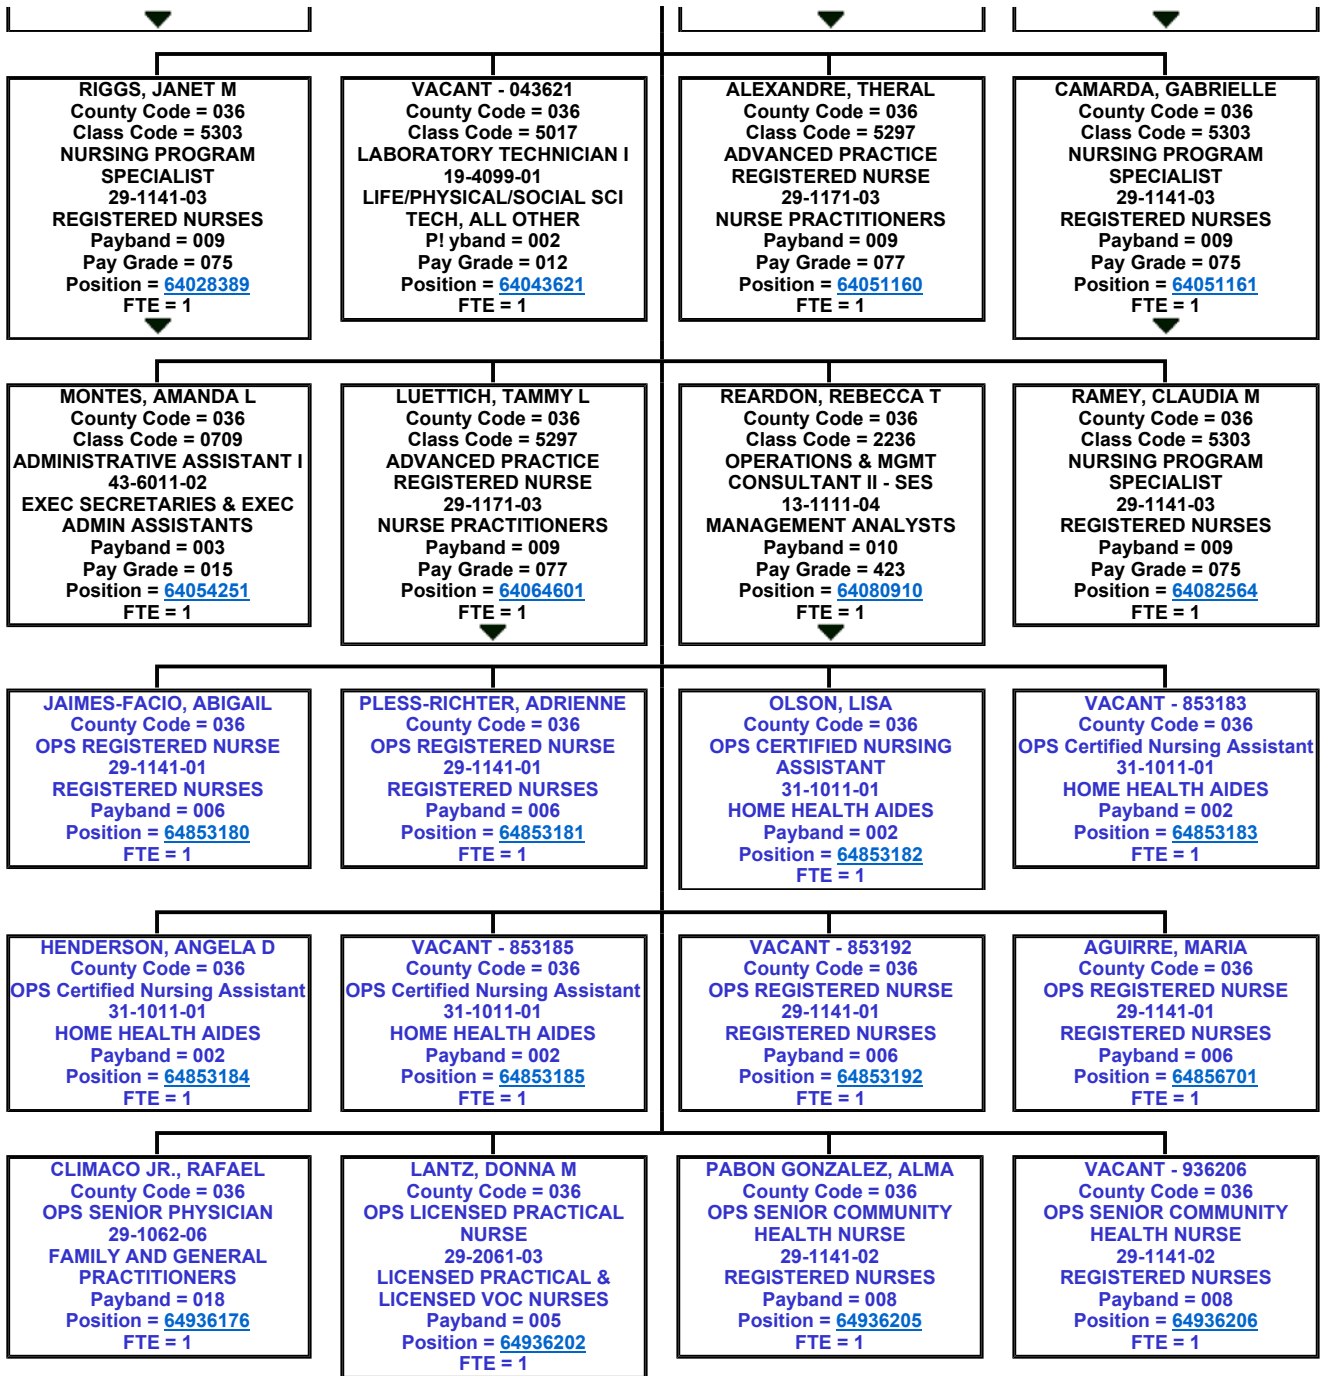 RIGGS, JANET M
County Code = 036
Class Code = 5303
NURSING PROGRAM
SPECIALIST
29-1141-03
REGISTERED NURSES
Payband = 009
Pay Grade = 075
Position = 64028389
FTE = 1
VACANT - 043621
County Code = 036
Class Code = 5017
LABORATORY TECHNICIAN I
19-4099-01
LIFE/PHYSICAL/SOCIAL SCI
TECH, ALL OTHER
P! yband = 002
Pay Grade = 012
Position = 64043621
FTE = 1
ALEXANDRE, THERAL
County Code = 036
Class Code = 5297
ADVANCED PRACTICE
REGISTERED NURSE
29-1171-03
NURSE PRACTITIONERS
Payband = 009
Pay Grade = 077
Position = 64051160
FTE = 1
CAMARDA, GABRIELLE
County Code = 036
Class Code = 5303
NURSING PROGRAM
SPECIALIST
29-1141-03
REGISTERED NURSES
Payband = 009
Pay Grade = 075
Position = 64051161
FTE = 1
MONTES, AMANDA L
County Code = 036
Class Code = 0709
ADMINISTRATIVE ASSISTANT I
43-6011-02
EXEC SECRETARIES & EXEC
ADMIN ASSISTANTS
Payband = 003
Pay Grade = 015
Position = 64054251
FTE = 1
LUETTICH, TAMMY L
County Code = 036
Class Code = 5297
ADVANCED PRACTICE
REGISTERED NURSE
29-1171-03
NURSE PRACTITIONERS
Payband = 009
Pay Grade = 077
Position = 64064601
FTE = 1
REARDON, REBECCA T
County Code = 036
Class Code = 2236
OPERATIONS & MGMT
CONSULTANT II - SES
13-1111-04
MANAGEMENT ANALYSTS
Payband = 010
Pay Grade = 423
Position = 64080910
FTE = 1
RAMEY, CLAUDIA M
County Code = 036
Class Code = 5303
NURSING PROGRAM
SPECIALIST
29-1141-03
REGISTERED NURSES
Payband = 009
Pay Grade = 075
Position = 64082564
FTE = 1
JAIMES-FACIO, ABIGAIL
County Code = 036
OPS REGISTERED NURSE
29-1141-01
REGISTERED NURSES
Payband = 006
Position = 64853180
FTE = 1
PLESS-RICHTER, ADRIENNE
County Code = 036
OPS REGISTERED NURSE
29-1141-01
REGISTERED NURSES
Payband = 006
Position = 64853181
FTE = 1
OLSON, LISA
County Code = 036
OPS CERTIFIED NURSING
ASSISTANT
31-1011-01
HOME HEALTH AIDES
Payband = 002
Position = 64853182
FTE = 1
VACANT - 853183
County Code = 036
OPS Certified Nursing Assistant
31-1011-01
HOME HEALTH AIDES
Payband = 002
Position = 64853183
FTE = 1
HENDERSON, ANGELA D
County Code = 036
OPS Certified Nursing Assistant
31-1011-01
HOME HEALTH AIDES
Payband = 002
Position = 64853184
FTE = 1
VACANT - 853185
County Code = 036
OPS Certified Nursing Assistant
31-1011-01
HOME HEALTH AIDES
Payband = 002
Position = 64853185
FTE = 1
VACANT - 853192
County Code = 036
OPS REGISTERED NURSE
29-1141-01
REGISTERED NURSES
Payband = 006
Position = 64853192
FTE = 1
AGUIRRE, MARIA
County Code = 036
OPS REGISTERED NURSE
29-1141-01
REGISTERED NURSES
Payband = 006
Position = 64856701
FTE = 1
CLIMACO JR., RAFAEL
County Code = 036
OPS SENIOR PHYSICIAN
29-1062-06
FAMILY AND GENERAL
PRACTITIONERS
Payband = 018
Position = 64936176
FTE = 1
LANTZ, DONNA M
County Code = 036
OPS LICENSED PRACTICAL
NURSE
29-2061-03
LICENSED PRACTICAL &
LICENSED VOC NURSES
Payband = 005
Position = 64936202
FTE = 1
PABON GONZALEZ, ALMA
County Code = 036
OPS SENIOR COMMUNITY
HEALTH NURSE
29-1141-02
REGISTERED NURSES
Payband = 008
Position = 64936205
FTE = 1
VACANT - 936206
County Code = 036
OPS SENIOR COMMUNITY
HEALTH NURSE
29-1141-02
REGISTERED NURSES
Payband = 008
Position = 64936206
FTE = 1